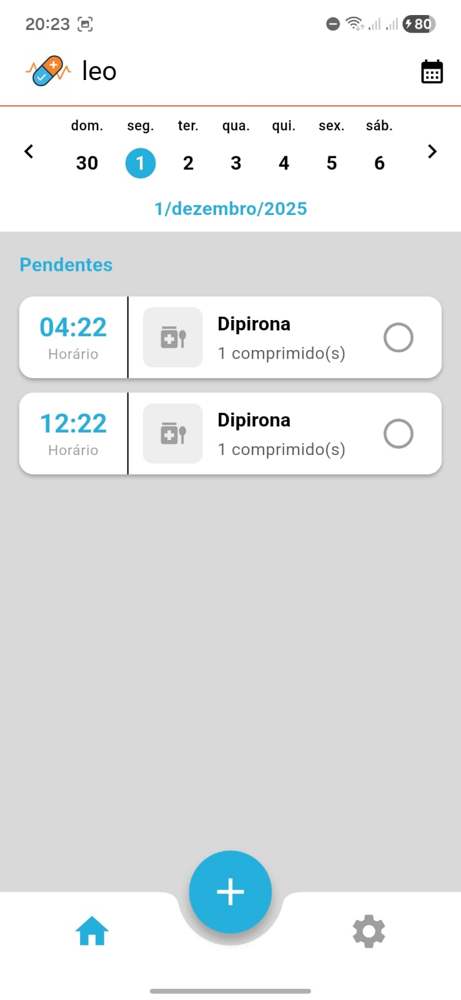 20:23
80
leo
dom. seg. ter. qua. qui. sex. sáb.
30 1 2 3 4 5 6
1/dezembro/2025
Pendentes
04:22
Horário
Dipirona
1 comprimido(s)
12:22
Horário
Dipirona
1 comprimido(s)